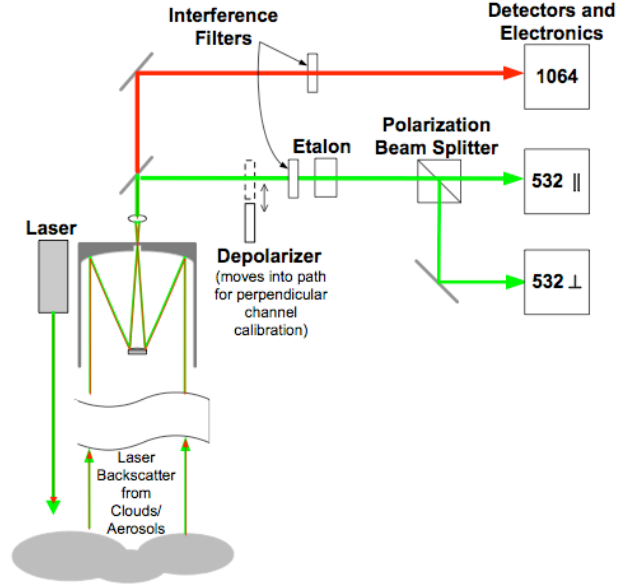 Detectors and
Electronics
Interference
Filters
1064
Etalon
Polarization
Beam Splitter
532 ||
Laser
Depolarizer
(moves into path
for perpendicular
channel
calibration)
532 ⊥
Laser
Backscatter
from
Clouds/
Aerosols